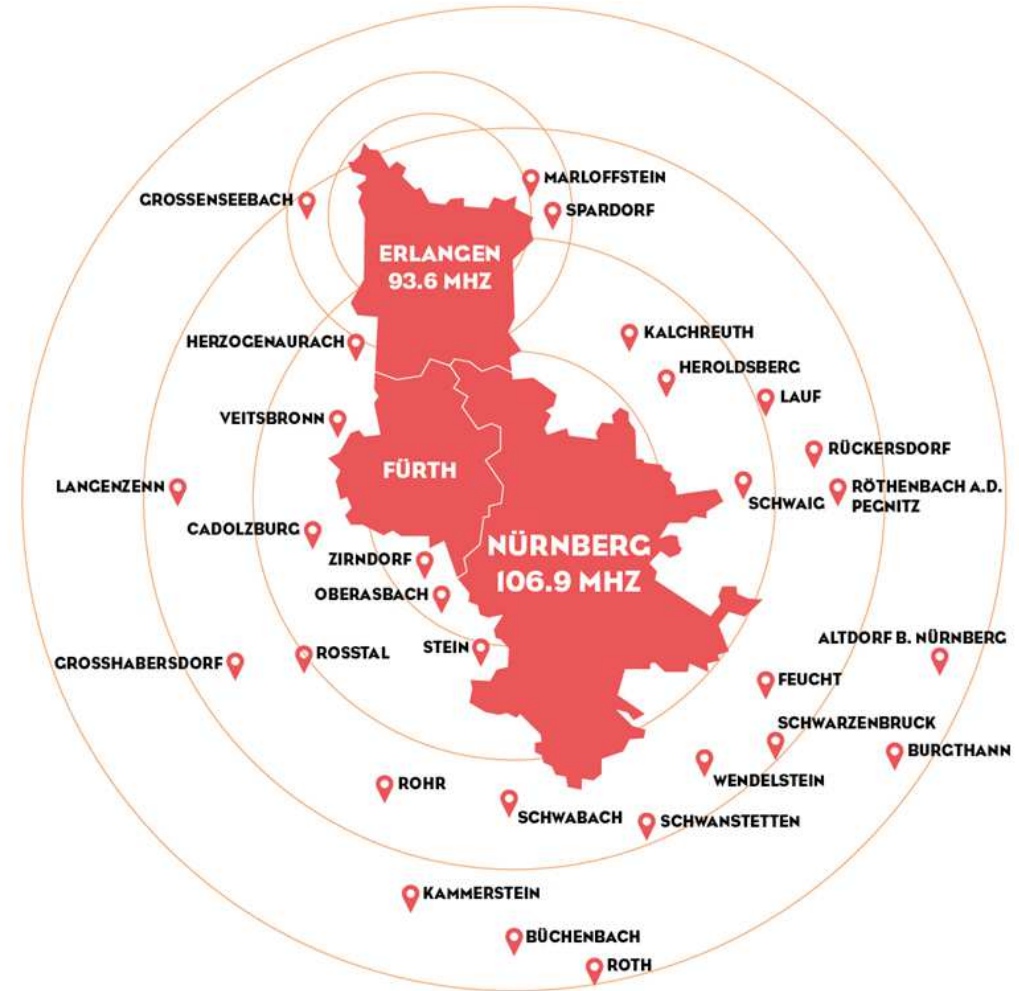 MARLOFFSTEIN
GROSSENSEEBACH
SPARDORF
ERLANGEN
93.6 MHZ
KALCHREUTH
HERZOGENAURACH
HEROLDSBERG
LAUF
VEITSBRONN
RÜCKERSDORF
FÜRTH
LANGENZENN
RÖTHENBACH A.D.
PEGNITZ
SCHWAIG
CADOLZBURG
NÜRNBERG
106.9 MHZ
ZIRNDORF
OBERASBACH
ALTDORF B. NÜRNBERG
STEIN
ROSSTAL
GROSSHABERSDORF
FEUCHT
SCHWARZENBRUCK
BURGTHANN
WENDELSTEIN
ROHR
SCHWABACH
SCHWANSTETTEN
KAMMERSTEIN
BÜCHENBACH
ROTH